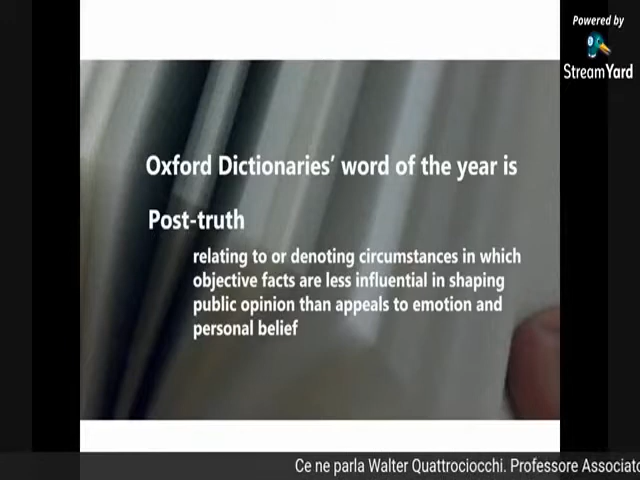 Powered by
StreamYard
Oxford Dictionaries' word of the year is
Post-truth
relating to or denoting circumstances in which
objective facts are less influential in shaping
public opinion than appeals to emotion and
personal belief
Ce ne parla Walter Quattrociocchi. Professore Associato